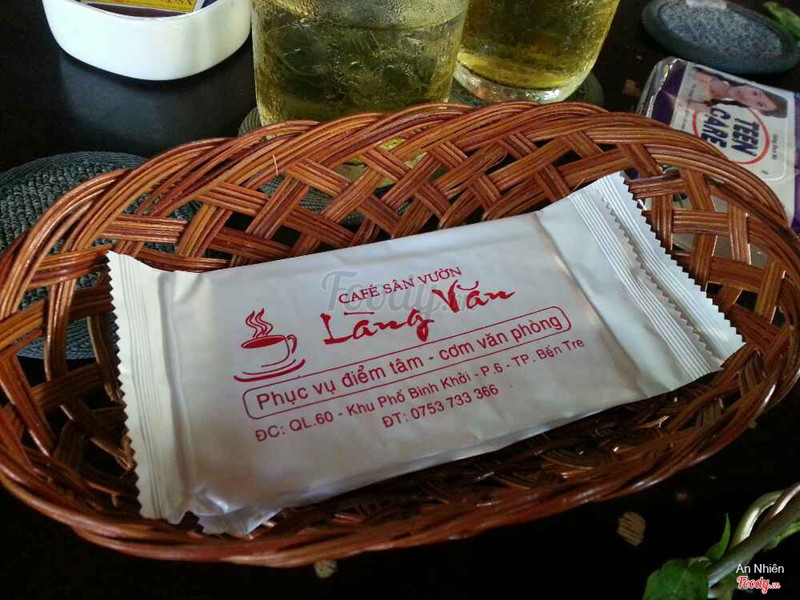 TEEN
CARE
Foody.vn
CAFÉ SÂN VƯỜN
Lãng Văn
Phục vụ điểm tâm - cơm văn phòng
ĐC: QL.60 - Khu Phố Bình Khởi - P.6 - TP. Bến Tre
ĐT: 0753 733 366
An Nhiên
Foody.vn